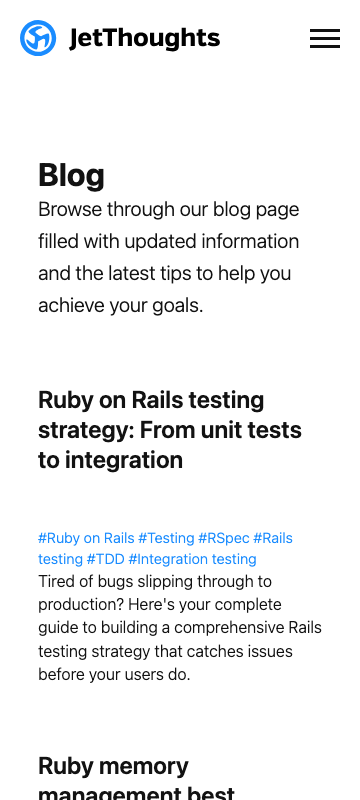 JetThoughts
Blog
Browse through our blog page
filled with updated information
and the latest tips to help you
achieve your goals.
Ruby on Rails testing
strategy: From unit tests
to integration
#Ruby on Rails #Testing #RSpec #Rails
testing #TDD #Integration testing
Tired of bugs slipping through to
production? Here's your complete
guide to building a comprehensive Rails
testing strategy that catches issues
before your users do.
Ruby memory
management best